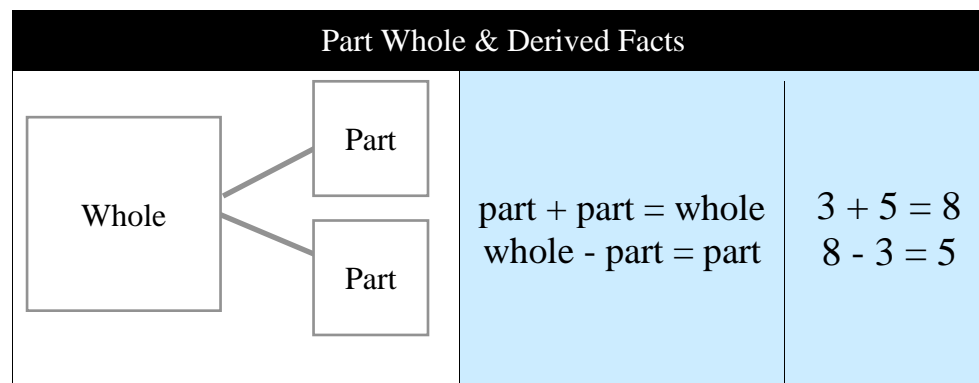 Part Whole & Derived Facts
Whole
Part
Part
part + part = whole
whole - part = part
3 + 5 = 8
8 - 3 = 5